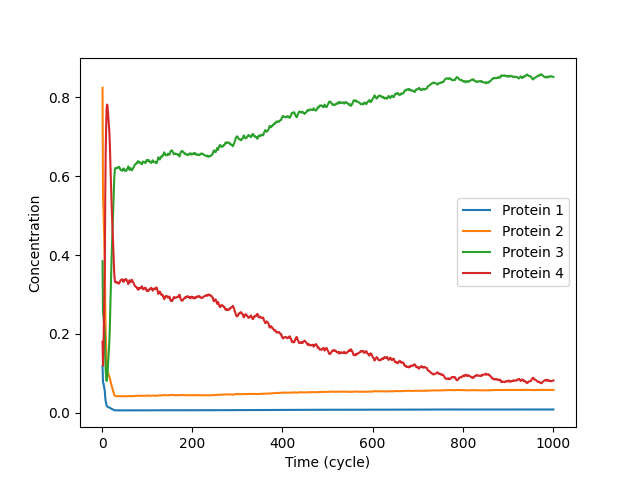 0.8
0.6
0.4
0.2
0.0
Concentration
Protein 1
Protein 2
Protein 3
Protein 4
0 200 400 600 800 1000
Time (cycle)